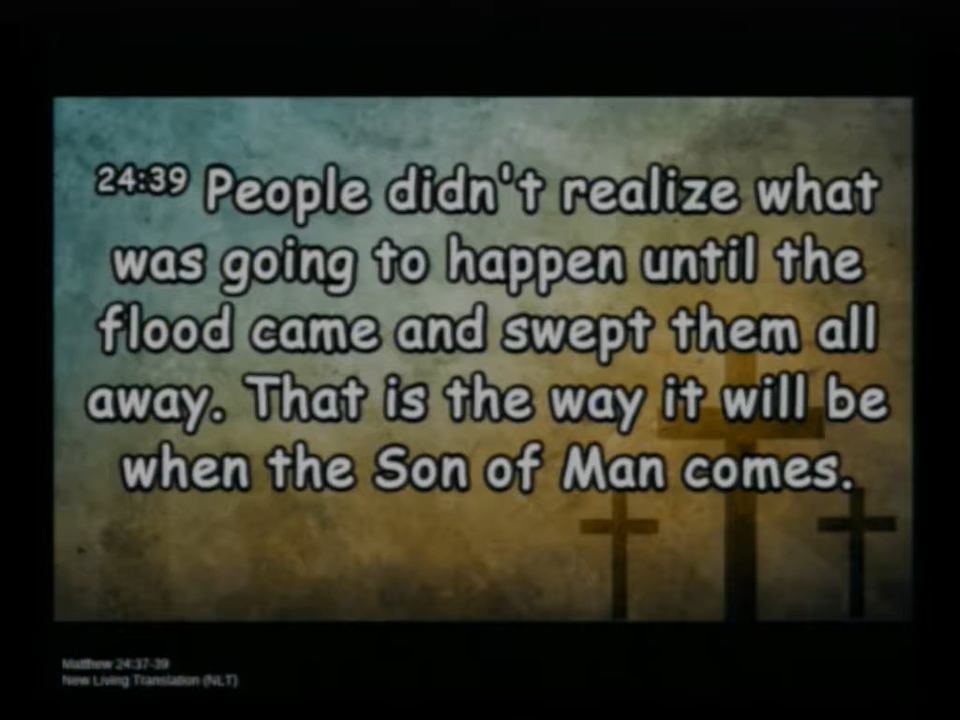 24:39 People didn't realize what
was going to happen until the
flood came and swept them all
away. That is the way it will be
when the Son of Man comes.
Matthew 24:37-39
New Living Translation (NLT)